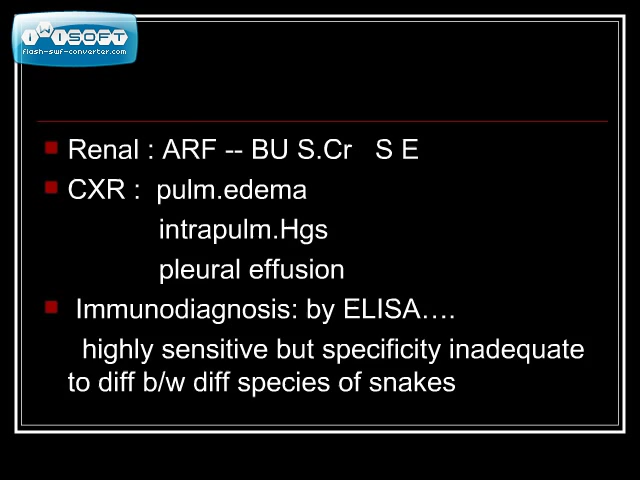 iWiSOFT
flash-swf-converter.com
Renal : ARF -- BU S.Cr S E
CXR : pulm.edema
intrapulm.Hgs
pleural effusion
Immunodiagnosis: by ELISA….
highly sensitive but specificity inadequate
to diff b/w diff species of snakes